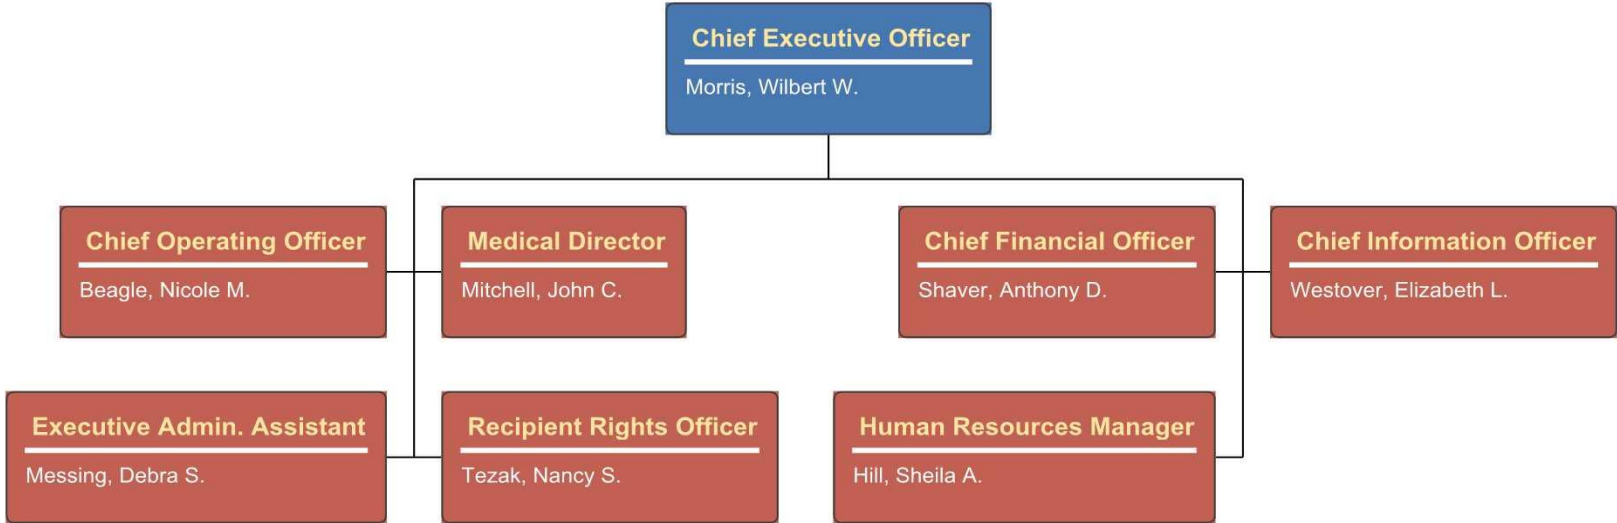 Chief Executive Officer
Morris, Wilbert W.
Chief Operating Officer
Beagle, Nicole M.
Medical Director
Mitchell, John C.
Chief Financial Officer
Shaver, Anthony D.
Chief Information Officer
Westover, Elizabeth L.
Executive Admin. Assistant
Messing, Debra S.
Recipient Rights Officer
Tezak, Nancy S.
Human Resources Manager
Hill, Sheila A.